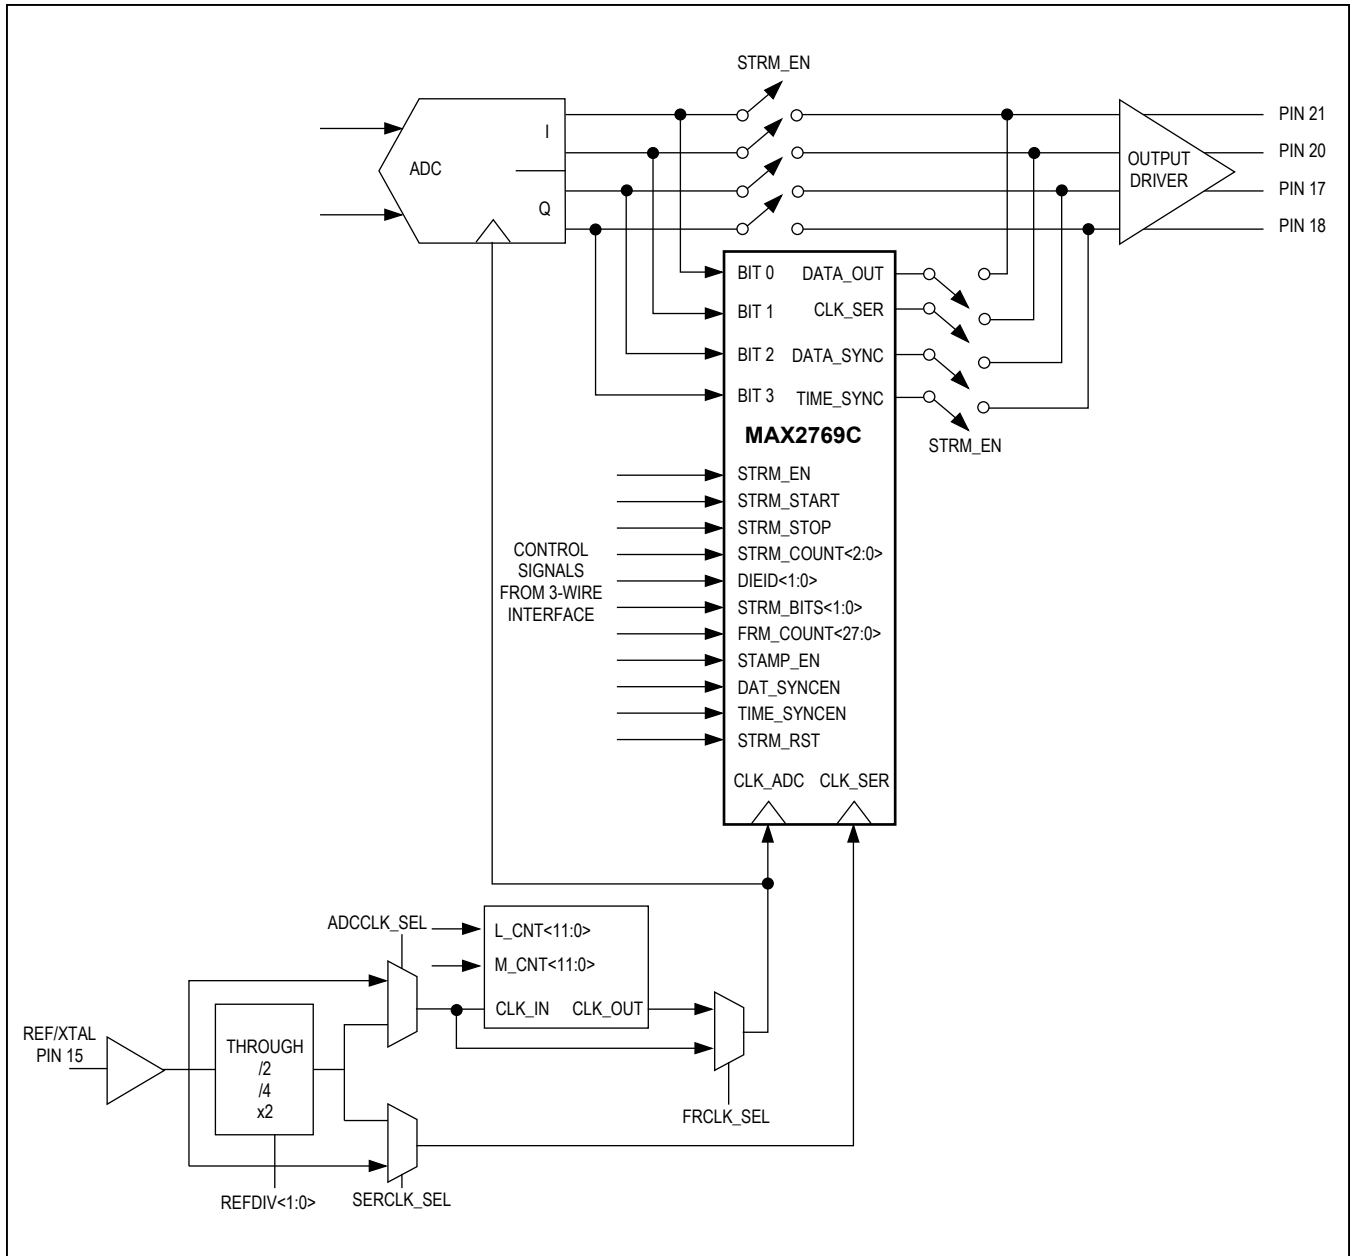 STRM_EN
I
ADC
Q
OUTPUT
DRIVER
PIN 21
PIN 20
PIN 17
PIN 18
BIT 0 DATA_OUT
BIT 1 CLK_SER
BIT 2 DATA_SYNC
BIT 3 TIME_SYNC
MAX2769C
STRM_EN
CONTROL
SIGNALS
FROM 3-WIRE
INTERFACE
STRM_EN
STRM_START
STRM_STOP
STRM_COUNT<2:0>
DIEID<1:0>
STRM_BITS<1:0>
FRM_COUNT<27:0>
STAMP_EN
DAT_SYNCEN
TIME_SYNCEN
STRM_RST
CLK_ADC CLK_SER
ADCCLK_SEL
L_CNT<11:0>
M_CNT<11:0>
CLK_IN CLK_OUT
REF/XTAL
PIN 15
THROUGH
/2
/4
x2
FRCLK_SEL
REFDIV<1:0>
SERCLK_SEL